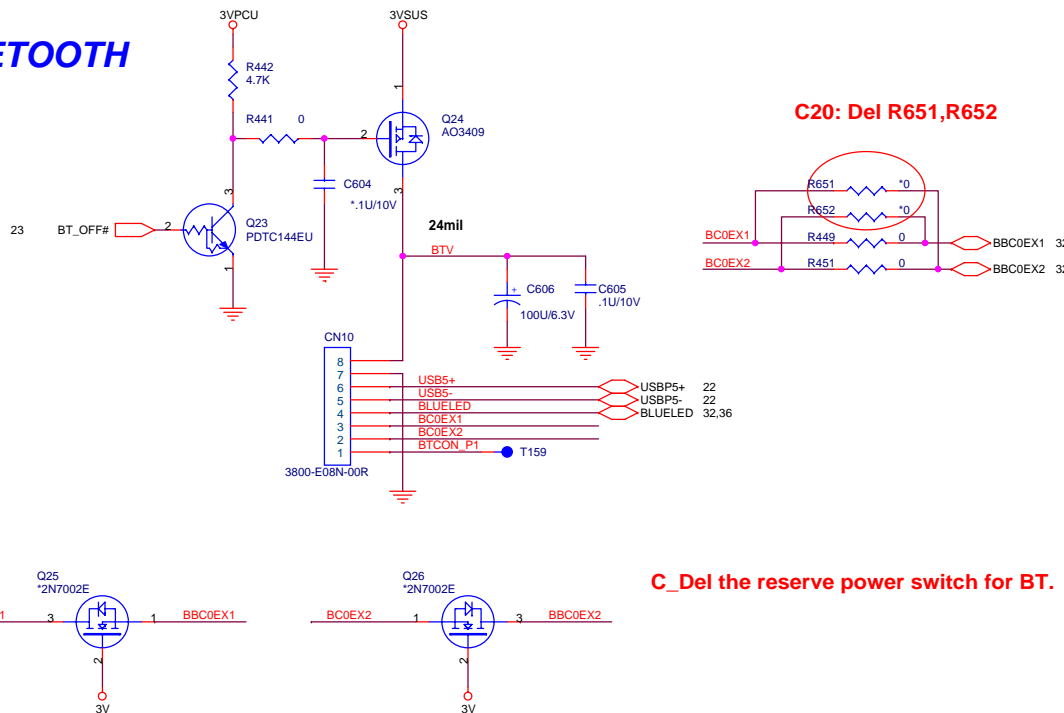 3VPCU
3VSUS
ETOOTH
R442
4.7K
R441 0
Q24
AO3409
1
2
3
C604
*.1U/10V
3
23 BT_OFF# 2
Q23
PDTC144EU
1
24mil
BTV
C606
100U/6.3V
+
C605
.1U/10V
C20: Del R651,R652
R651 *0
R652 *0
BC0EX1 R449 0 BBC0EX1 32
BC0EX2 R451 0 BBC0EX2 32
CN10
8
7
6 USB5+ USBP5+ 22
5 USB5- USBP5- 22
4 BLUELED BLUELED 32,36
3 BC0EX1
2 BC0EX2
1 BTCON_P1 T159
3800-E08N-00R
Q25
*2N7002E
1 3 1 BBC0EX1
2
3V
Q26
*2N7002E
BC0EX2 1 3 BBC0EX2
2
3V
C_Del the reserve power switch for BT.